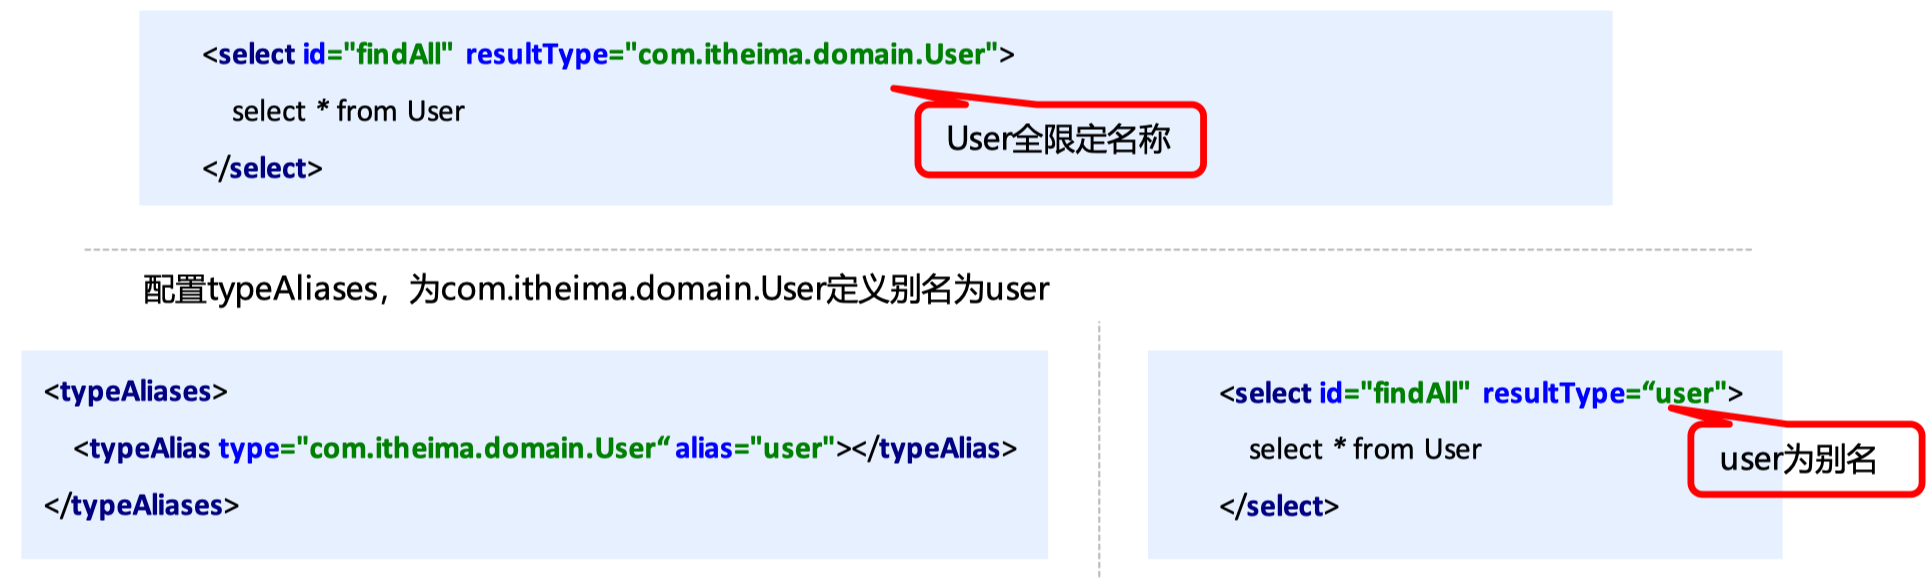 <select id="findAll" resultType="com.itheima.domain.User">
select * from User
User全限定名称
</select>
配置typeAliases，为com.itheima.domain.User定义别名为user
<typeAliases>
<typeAlias type="com.itheima.domain.User“ alias="user"></typeAlias>
</typeAliases>
<select id="findAll" resultType=“user">
select * from User
user为别名
</select>